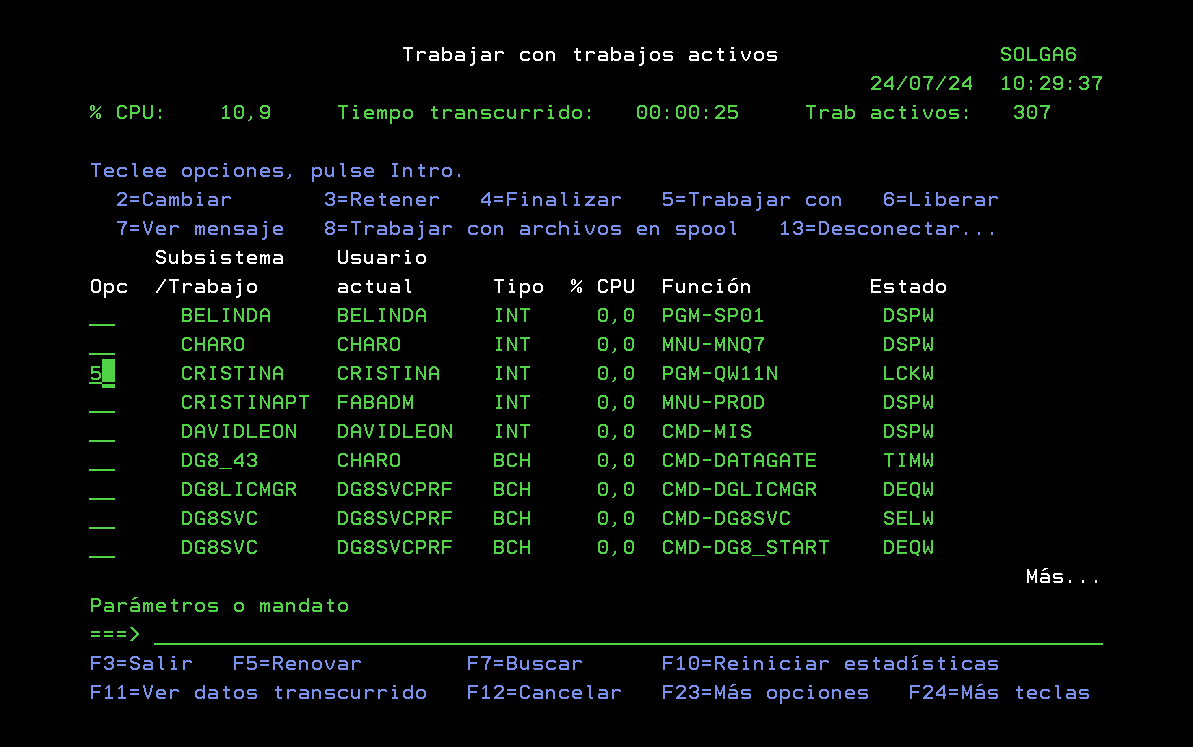 Trabajar con trabajos activos SOLGA6
24/07/24 10:29:37
% CPU: 10,9 Tiempo transcurrido: 00:00:25 Trab activos: 307
Teclee opciones, pulse Intro.
2=Cambiar 3=Retener 4=Finalizar 5=Trabajar con 6=Liberar
7=Ver mensaje 8=Trabajar con archivos en spool 13=Desconectar...
Subsistema Usuario
Opc /Trabajo actual Tipo % CPU Función Estado
__ BELINDA BELINDA INT 0,0 PGM-SP01 DSPW
__ CHARO CHARO INT 0,0 MNU-MNQ7 DSPW
5_ CRISTINA CRISTINA INT 0,0 PGM-QW11N LCKW
__ CRISTINAPT FABADM INT 0,0 MNU-PROD DSPW
__ DAVIDLEON DAVIDLEON INT 0,0 CMD-MIS DSPW
__ DG8_43 CHARO BCH 0,0 CMD-DATAGATE TIMW
__ DG8LICMGR DG8SVCPRF BCH 0,0 CMD-DGLICMGR DEQW
__ DG8SVC DG8SVCPRF BCH 0,0 CMD-DG8SVC SELW
__ DG8SVC DG8SVCPRF BCH 0,0 CMD-DG8_START DEQW
Más...
Parámetros o mandato
===>
F3=Salir F5=Renovar F7=Buscar F10=Reiniciar estadísticas
F11=Ver datos transcurrido F12=Cancelar F23=Más opciones F24=Más teclas